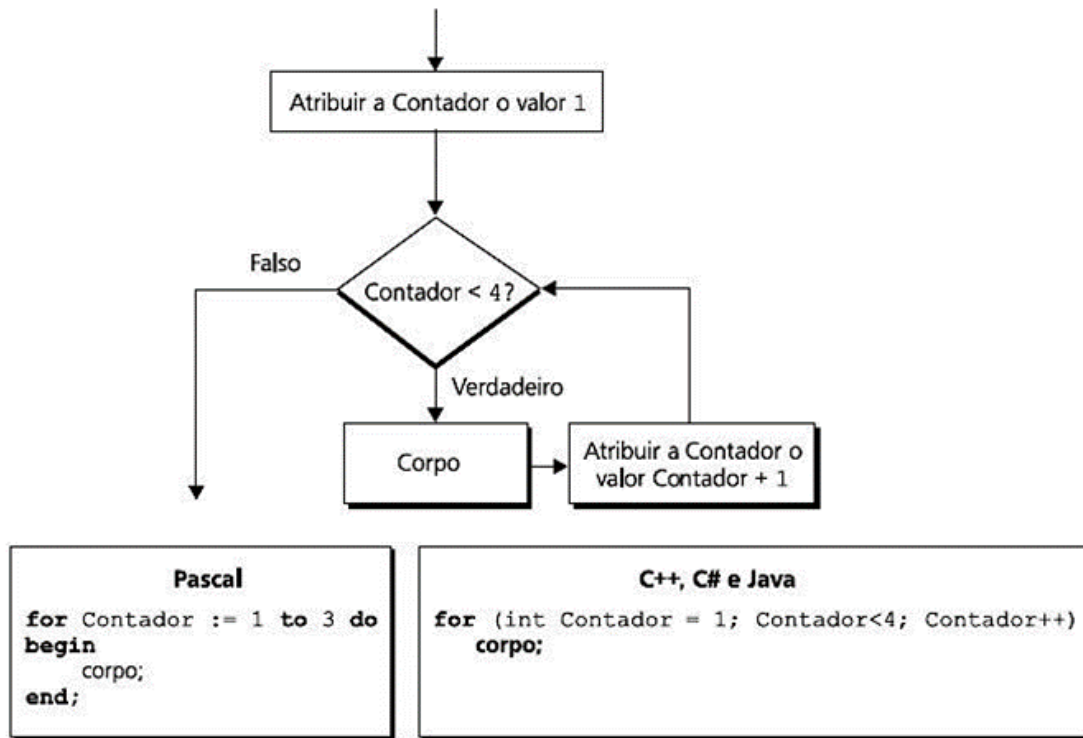 Atribuir a Contador o valor 1
Falso
Contador < 4?
Verdadeiro
Corpo
Atribuir a Contador o
valor Contador + 1
Pascal
for Contador := 1 to 3 do
begin
corpo;
end;
C++, C# e Java
for (int Contador = 1; Contador<4; Contador++)
corpo;